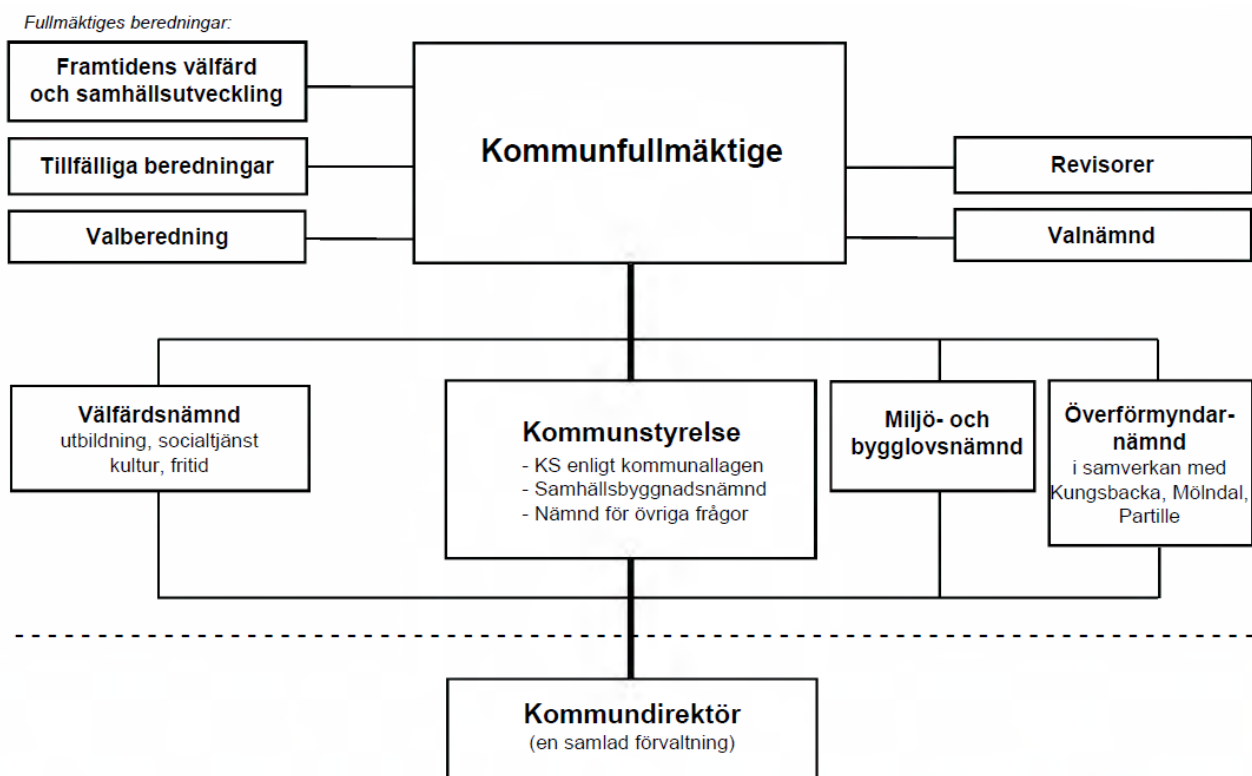 Fullmäktiges beredningar:
Framtidens välfärd
och samhällsutveckling
Tillfälliga beredningar
Valberedning
Kommunfullmäktige
Revisorer
Valnämnd
Välfärdsnämnd
utbildning, socialtjänst
kultur, fritid
Kommunstyrelse
- KS enligt kommunallagen
- Samhällsbyggnadsnämnd
- Nämnd för övriga frågor
Miljö- och
bygglovsnämnd
Överförmyndar-
nämnd
i samverkan med
Kungsbacka, Mölndal,
Partille
Kommundirektör
(en samlad förvaltning)